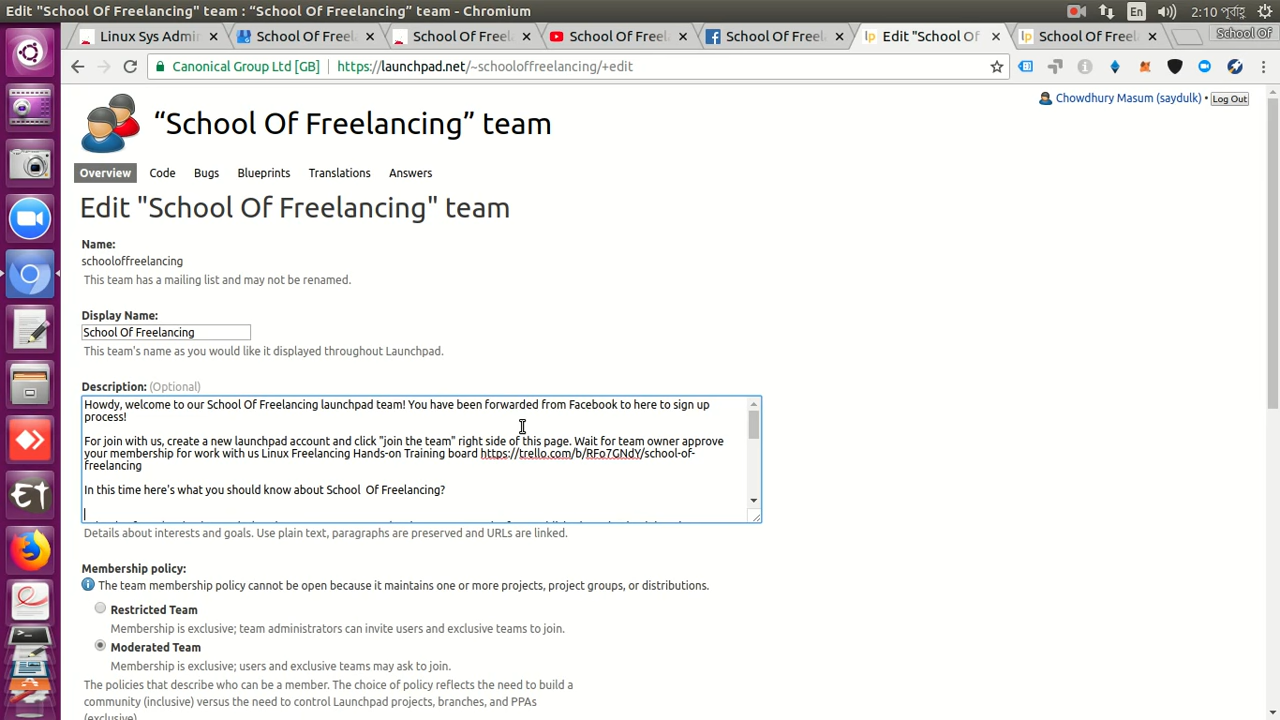 Edit "School Of Freelancing" team : “School Of Freelancing” team - Chromium
En
2:10 পূর্বাহ্ণ
Linux Sys Admin
School Of Free
School Of Free
School Of Free
School Of Free
Edit "School Of
School Of Free
School Of
Canonical Group Ltd [GB]
https://launchpad.net/~schooloffreelancing/+edit
Chowdhury Masum (saydulk) • Log Out
“School Of Freelancing” team
Overview Code Bugs Blueprints Translations Answers
Edit "School Of Freelancing" team
Name:
schooloffreelancing
This team has a mailing list and may not be renamed.
Display Name:
School Of Freelancing
This team's name as you would like it displayed throughout Launchpad.
Description: (Optional)
Howdy, welcome to our School Of Freelancing launchpad team! You have been forwarded from Facebook to here to sign up
process!
For join with us, create a new launchpad account and click "join the team" right side of this page. Wait for team owner approve
your membership for work with us Linux Freelancing Hands-on Training board https://trello.com/b/RFo7GNdY/school-of-
freelancing
In this time here's what you should know about School  Of Freelancing?
Details about interests and goals. Use plain text, paragraphs are preserved and URLs are linked.
Membership policy:
The team membership policy cannot be open because it maintains one or more projects, project groups, or distributions.
Restricted Team
Membership is exclusive; team administrators can invite users and exclusive teams to join.
Moderated Team
Membership is exclusive; users and exclusive teams may ask to join.
The policies that describe who can be a member. The choice of policy reflects the need to build a
community (inclusive) versus the need to control Launchpad projects, branches, and PPAs
(exclusive).